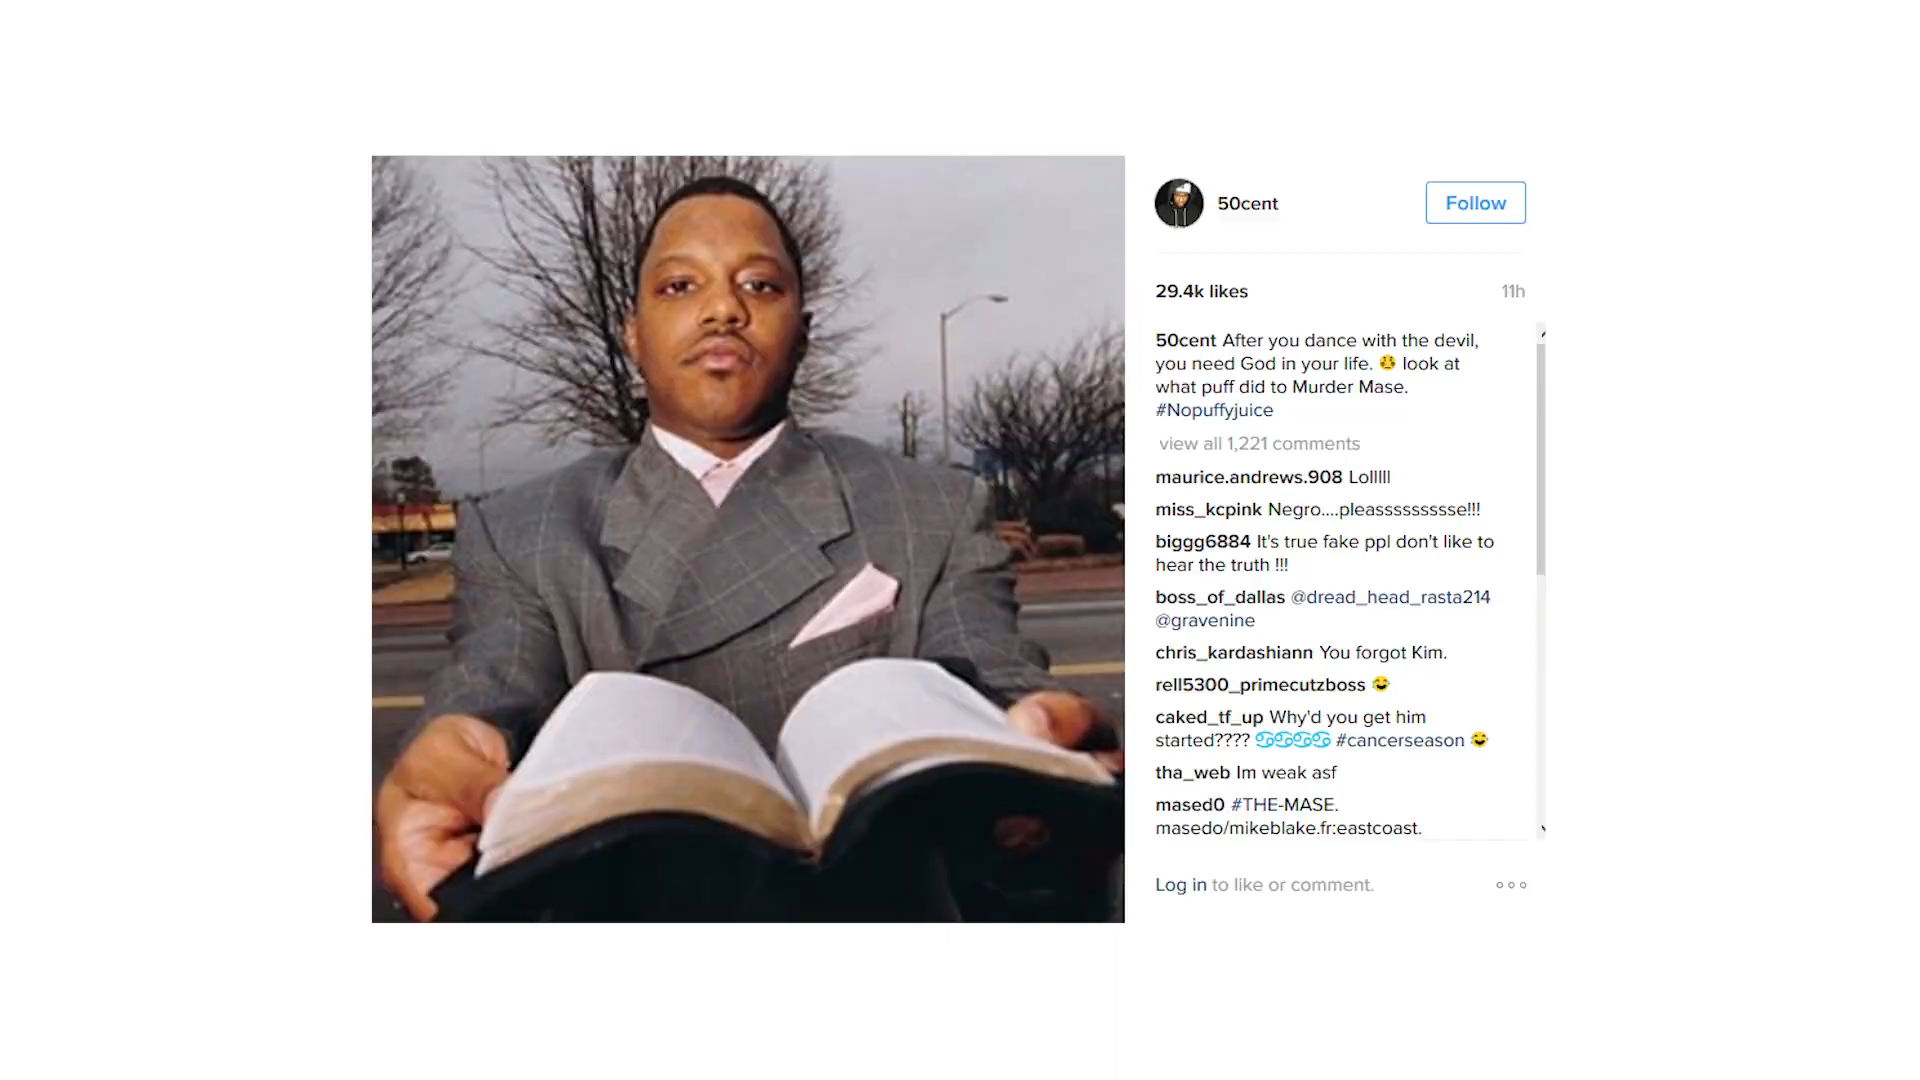 50cent
Follow
29.4k likes
11h
50cent After you dance with the devil,
you need God in your life. 😢 look at
what puff did to Murder Mase.
#Nopuffyjuice
view all 1,221 comments
maurice.andrews.908 Lolllll
miss_kcpink Negro....pleassssssssse!!!
biggg6884 It's true fake ppl don't like to
hear the truth !!!
boss_of_dallas @dread_head_rasta214
@gravenine
chris_kardashiann You forgot Kim.
rell5300_primecutzboss 😂
caked_tf_up Why'd you get him
started???? ♋♋♋♋ #cancerseason 😂
tha_web Im weak asf
mased0 #THE-MASE.
masedo/mikeblake.fr:eastcoast.
Log in to like or comment.